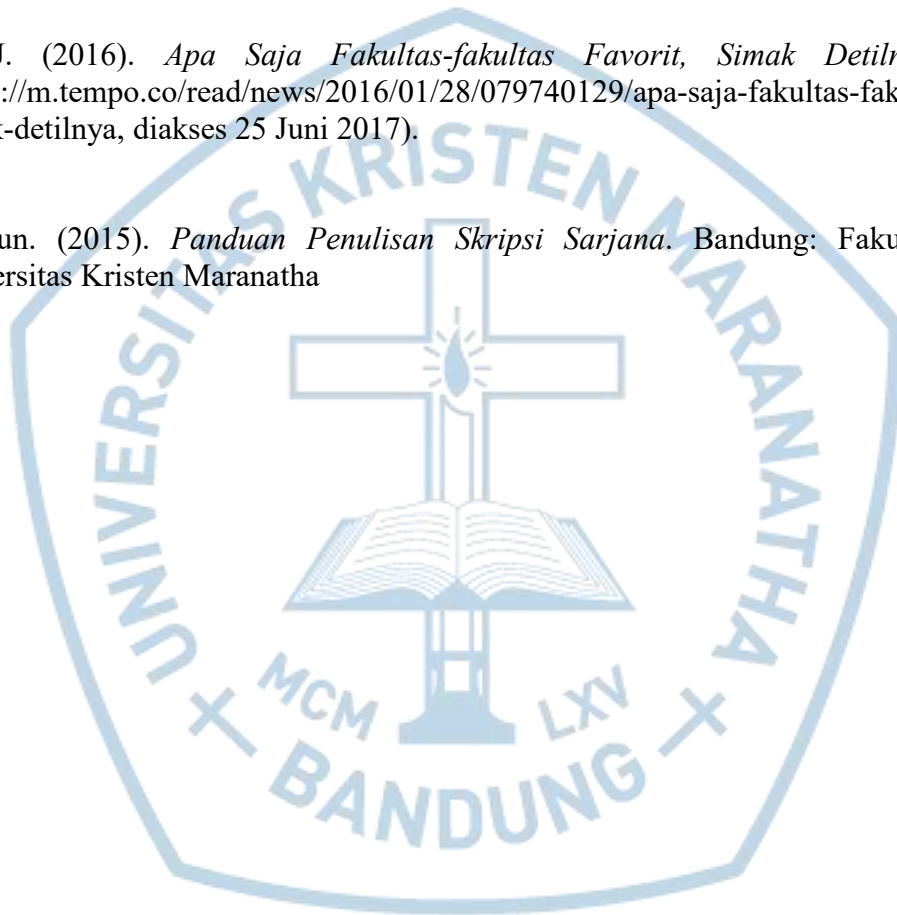 J. (2016). Apa Saja Fakultas-fakultas Favorit, Simak Detiln
://m.tempo.co/read/news/2016/01/28/079740129/apa-saja-fakultas-fak
-detilnya, diakses 25 Juni 2017).
un. (2015). Panduan Penulisan Skripsi Sarjana. Bandung: Faku
ersitas Kristen Maranatha
UNIVERSITAS KRISTEN MARANATHA
MCM LXV
BANDUNG